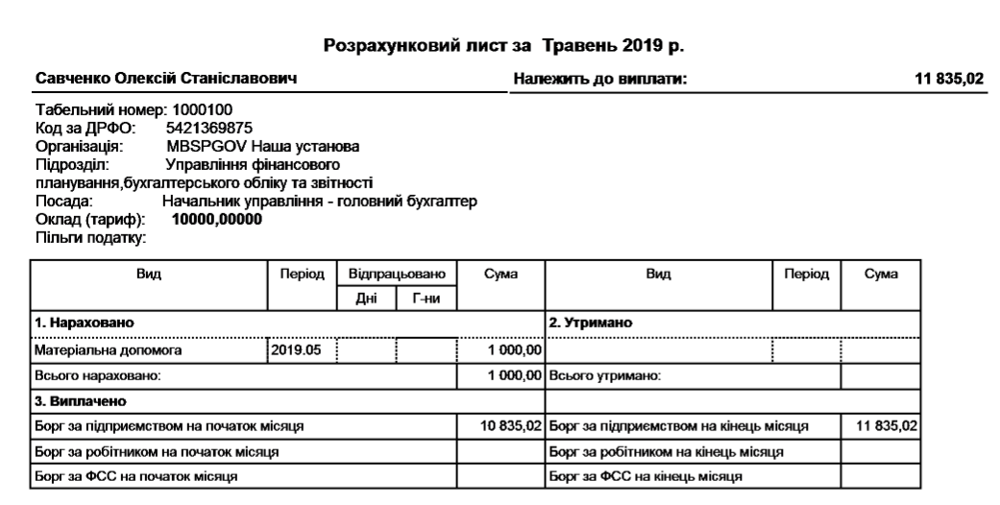 Розрахунковий лист за Травень 2019 р.
Савченко Олексій Станіславович Належить до виплати: 11 835,02
Табельний номер: 1000100
Код за ДРФО: 5421369875
Організація: MBSPGOV Наша установа
Підрозділ: Управління фінансового
планування,бухгалтерського обліку та звітності
Посада: Начальник управління - головний бухгалтер
Оклад (тариф): 10000,00000
Пільги податку:
Вид Період Відпрацьовано Сума Вид Період Сума
Дні Г-ни
1. Нараховано 2. Утримано
Матеріальна допомога 2019.05 1 000,00
Всього нараховано: 1 000,00 Всього утримано:
3. Виплачено
Борг за підприємством на початок місяця 10 835,02 Борг за підприємством на кінець місяця 11 835,02
Борг за робітником на початок місяця Борг за робітником на кінець місяця
Борг за ФСС на початок місяця Борг за ФСС на кінець місяця